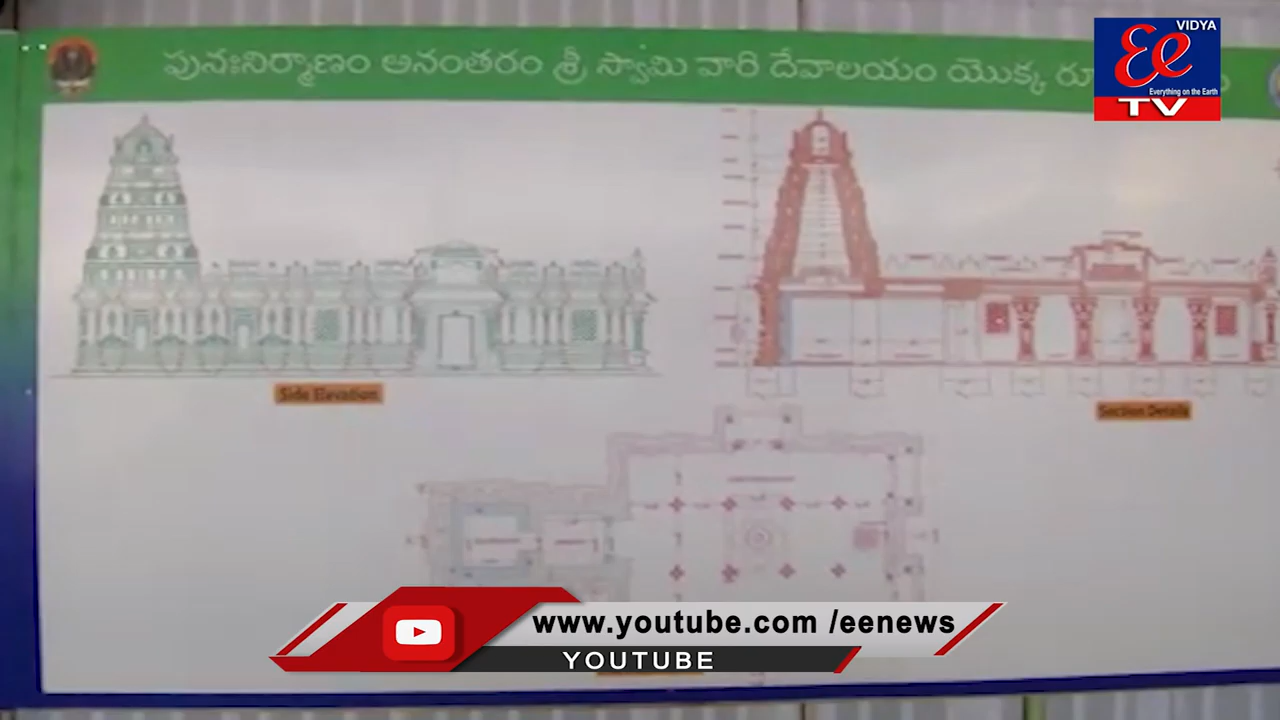 పునఃనిర్మాణం అనంతరం శ్రీ స్వామి వారి దేవాలయం యొక్క
VIDYA
Ee
Everything on the Earth
TV
Side Elevation
Section Details
www.youtube.com /eenews
YOUTUBE